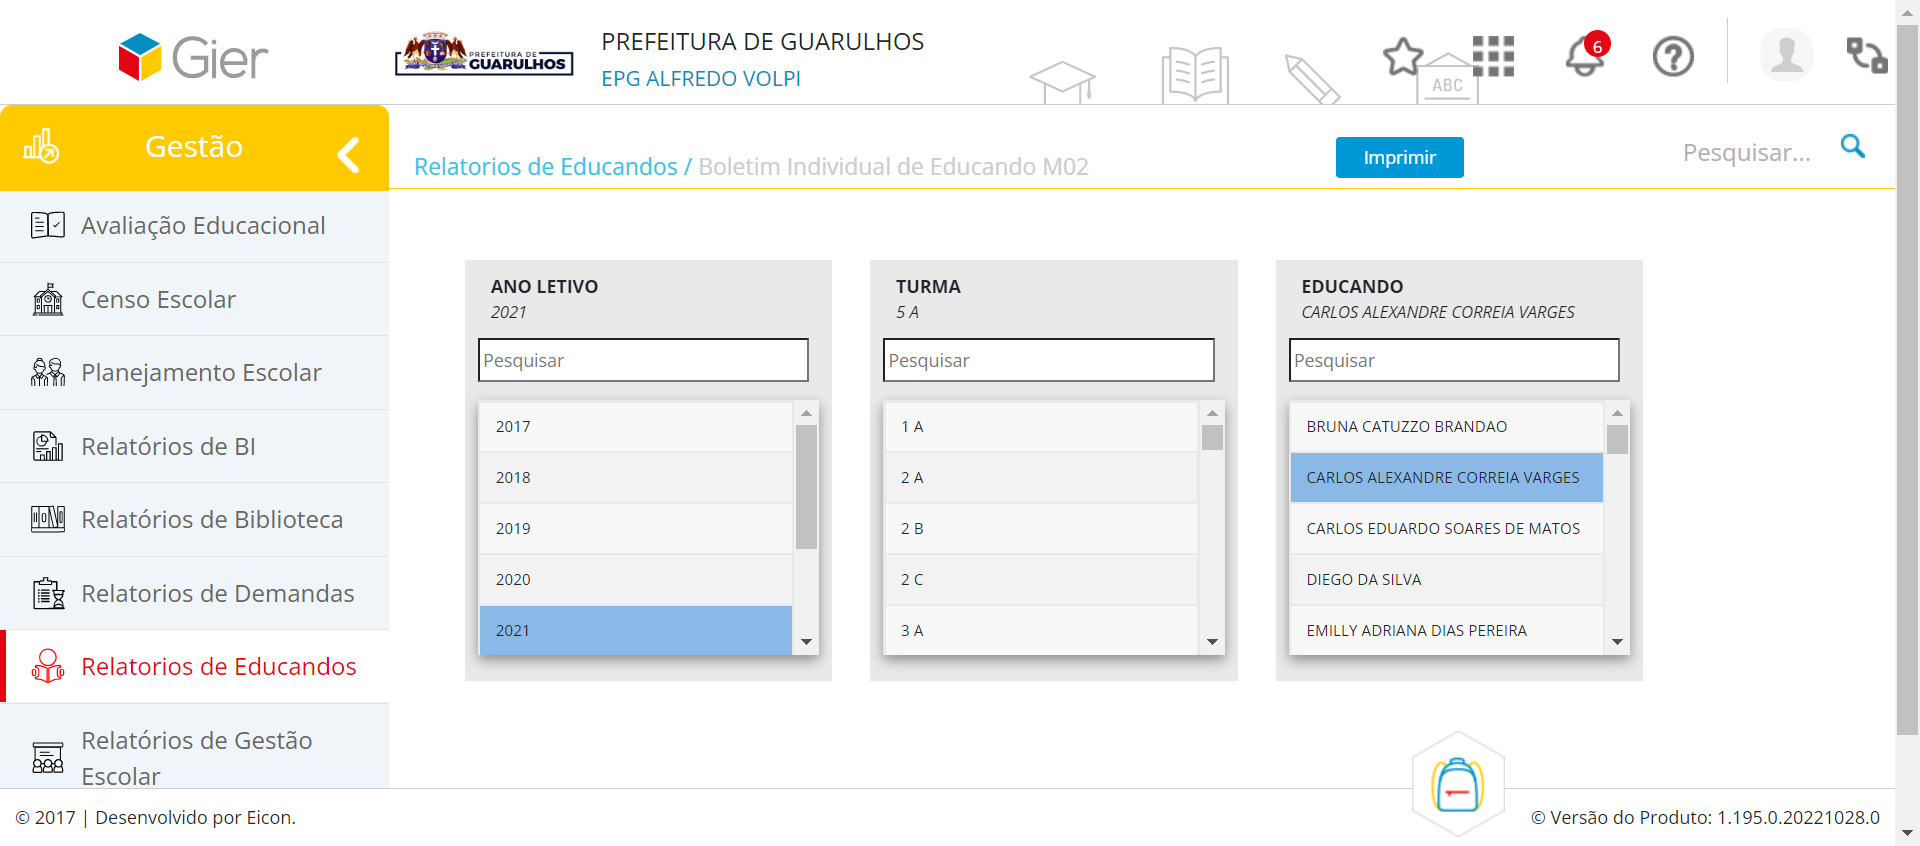 Gier
PREFEITURA DE
GUARULHOS
PREFEITURA DE GUARULHOS
EPG ALFREDO VOLPI
ABC
6
Gestão
Relatorios de Educandos / Boletim Individual de Educando M02
Imprimir
Pesquisar...
Avaliação Educacional
Censo Escolar
Planejamento Escolar
Relatórios de BI
Relatórios de Biblioteca
Relatorios de Demandas
Relatorios de Educandos
Relatórios de Gestão
Escolar
ANO LETIVO
2021
Pesquisar
2017
2018
2019
2020
2021
TURMA
5 A
Pesquisar
1 A
2 A
2 B
2 C
3 A
EDUCANDO
CARLOS ALEXANDRE CORREIA VARGES
Pesquisar
BRUNA CATUZZO BRANDAO
CARLOS ALEXANDRE CORREIA VARGES
CARLOS EDUARDO SOARES DE MATOS
DIEGO DA SILVA
EMILLY ADRIANA DIAS PEREIRA
© 2017 | Desenvolvido por Eicon.
© Versão do Produto: 1.195.0.20221028.0